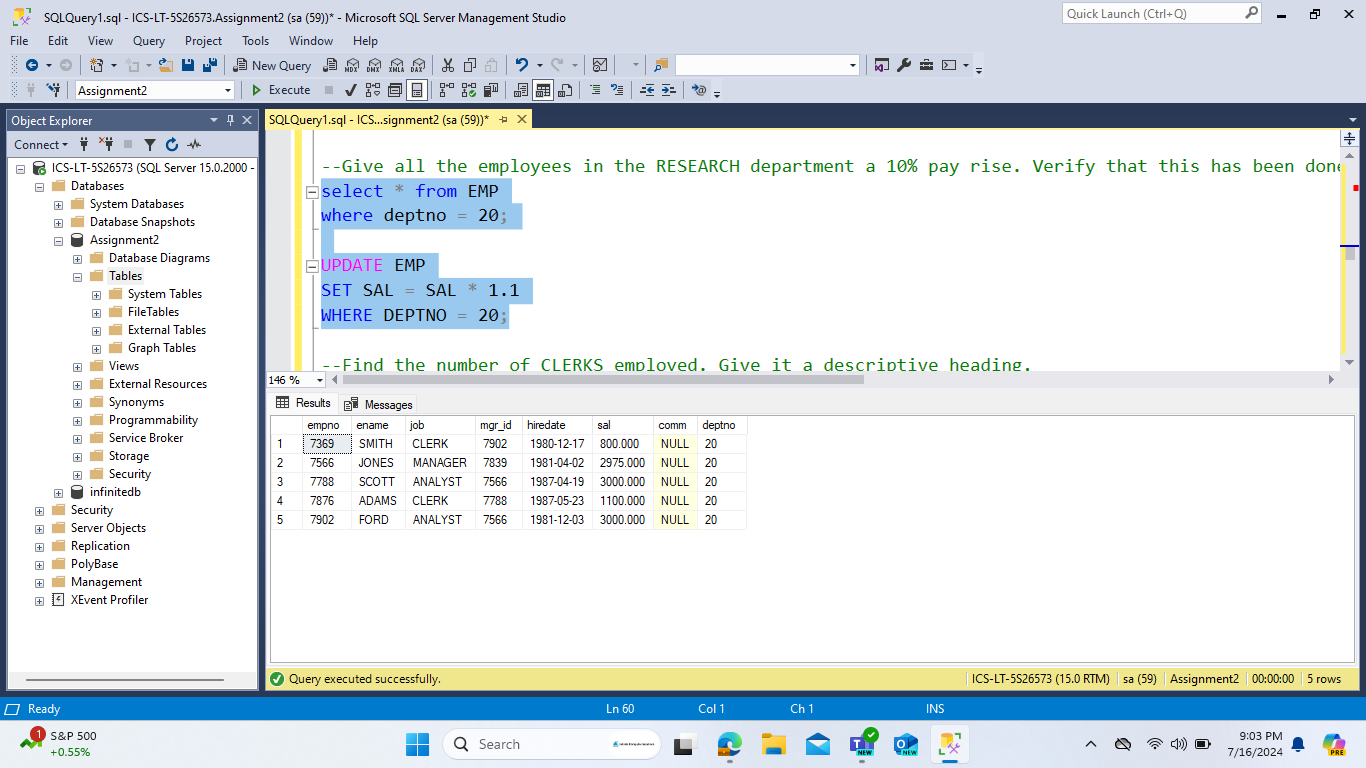 SQLQuery1.sql - ICS-LT-5S26573.Assignment2 (sa (59))* - Microsoft SQL Server Management Studio
Quick Launch (Ctrl+Q)
File Edit View Query Project Tools Window Help
New Query MDX DMX XMLA DAX
Assignment2 Execute
Object Explorer
SQLQuery1.sql - ICS...signment2 (sa (59))*
Connect
ICS-LT-5S26573 (SQL Server 15.0.2000 -
Databases
System Databases
Database Snapshots
Assignment2
Database Diagrams
Tables
System Tables
FileTables
External Tables
Graph Tables
Views
External Resources
Synonyms
Programmability
Service Broker
Storage
Security
infinitedb
Security
Server Objects
Replication
PolyBase
Management
XEvent Profiler
--Give all the employees in the RESEARCH department a 10% pay rise. Verify that this has been done
select * from EMP
where deptno = 20;
UPDATE EMP
SET SAL = SAL * 1.1
WHERE DEPTNO = 20;
--Find the number of CLERKS employed. Give it a descriptive heading.
146 %
Results Messages
empno ename job mgr_id hiredate sal comm deptno
1 7369 SMITH CLERK 7902 1980-12-17 800.000 NULL 20
2 7566 JONES MANAGER 7839 1981-04-02 2975.000 NULL 20
3 7788 SCOTT ANALYST 7566 1987-04-19 3000.000 NULL 20
4 7876 ADAMS CLERK 7788 1987-05-23 1100.000 NULL 20
5 7902 FORD ANALYST 7566 1981-12-03 3000.000 NULL 20
Query executed successfully.
ICS-LT-5S26573 (15.0 RTM) sa (59) Assignment2 00:00:00 5 rows
Ready Ln 60 Col 1 Ch 1 INS
1
S&P 500
+0.55%
Search
NEW
NEW
9:03 PM
7/16/2024
PRE